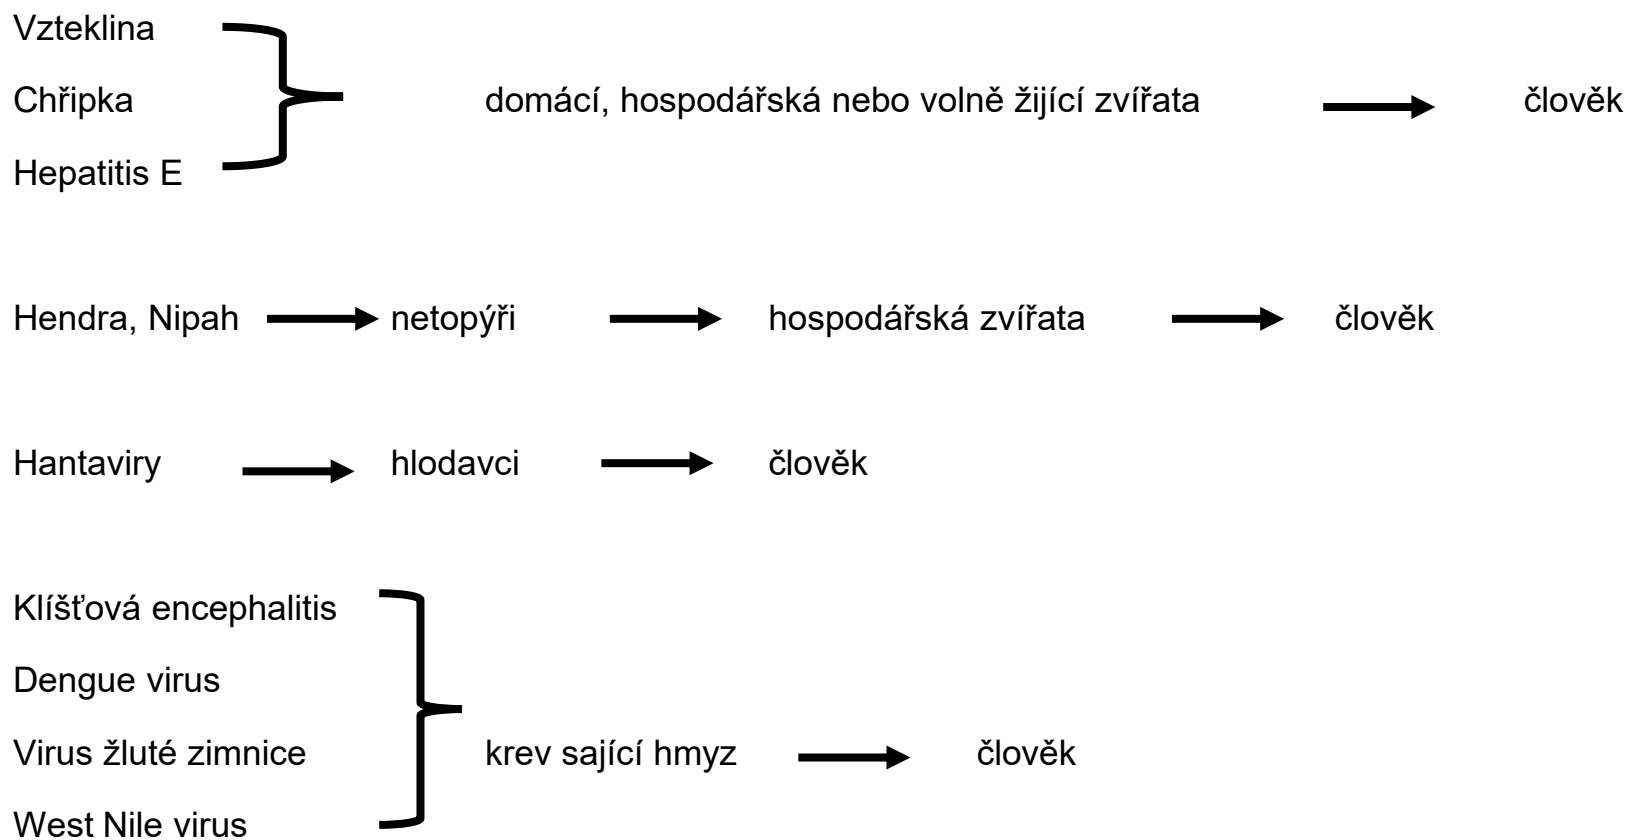 Vzteklina
Chřipka domácí, hospodářská nebo volně žijící zvířata člověk
Hepatitis E
Hendra, Nipah netopýři hospodářská zvířata člověk
Hantaviry hlodavci člověk
Klíšťová encephalitis
Dengue virus
Virus žluté zimnice krev sající hmyz člověk
West Nile virus